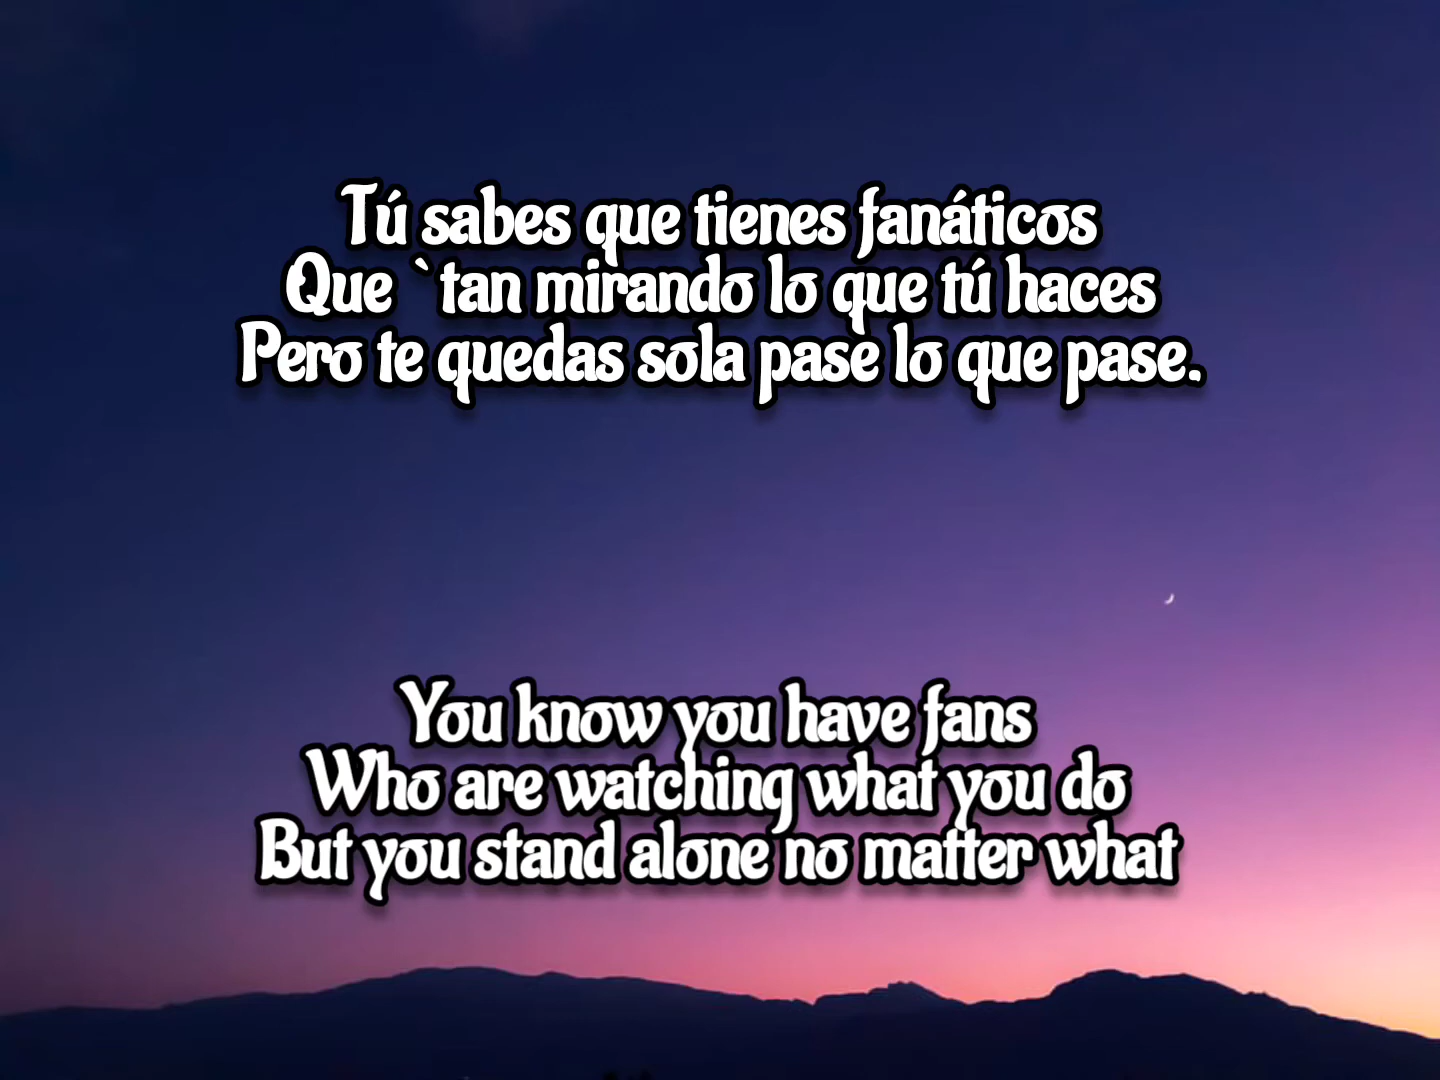 Tú sabes que tienes fanáticos
Que `tan mirando lo que tú haces
Pero te quedas sola pase lo que pase.
You know you have fans
Who are watching what you do
But you stand alone no matter what